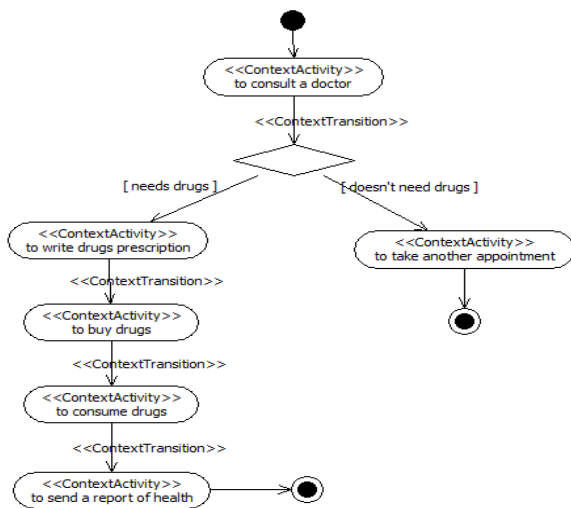 <<ContextActivity>>
to consult a doctor
<<ContextTransition>>
[ needs drugs ]
[ doesn't need drugs ]
<<ContextActivity>>
to write drugs prescription
<<ContextActivity>>
to take another appointment
<<ContextTransition>>
<<ContextActivity>>
to buy drugs
<<ContextTransition>>
<<ContextActivity>>
to consume drugs
<<ContextTransition>>
<<ContextActivity>>
to send a report of health